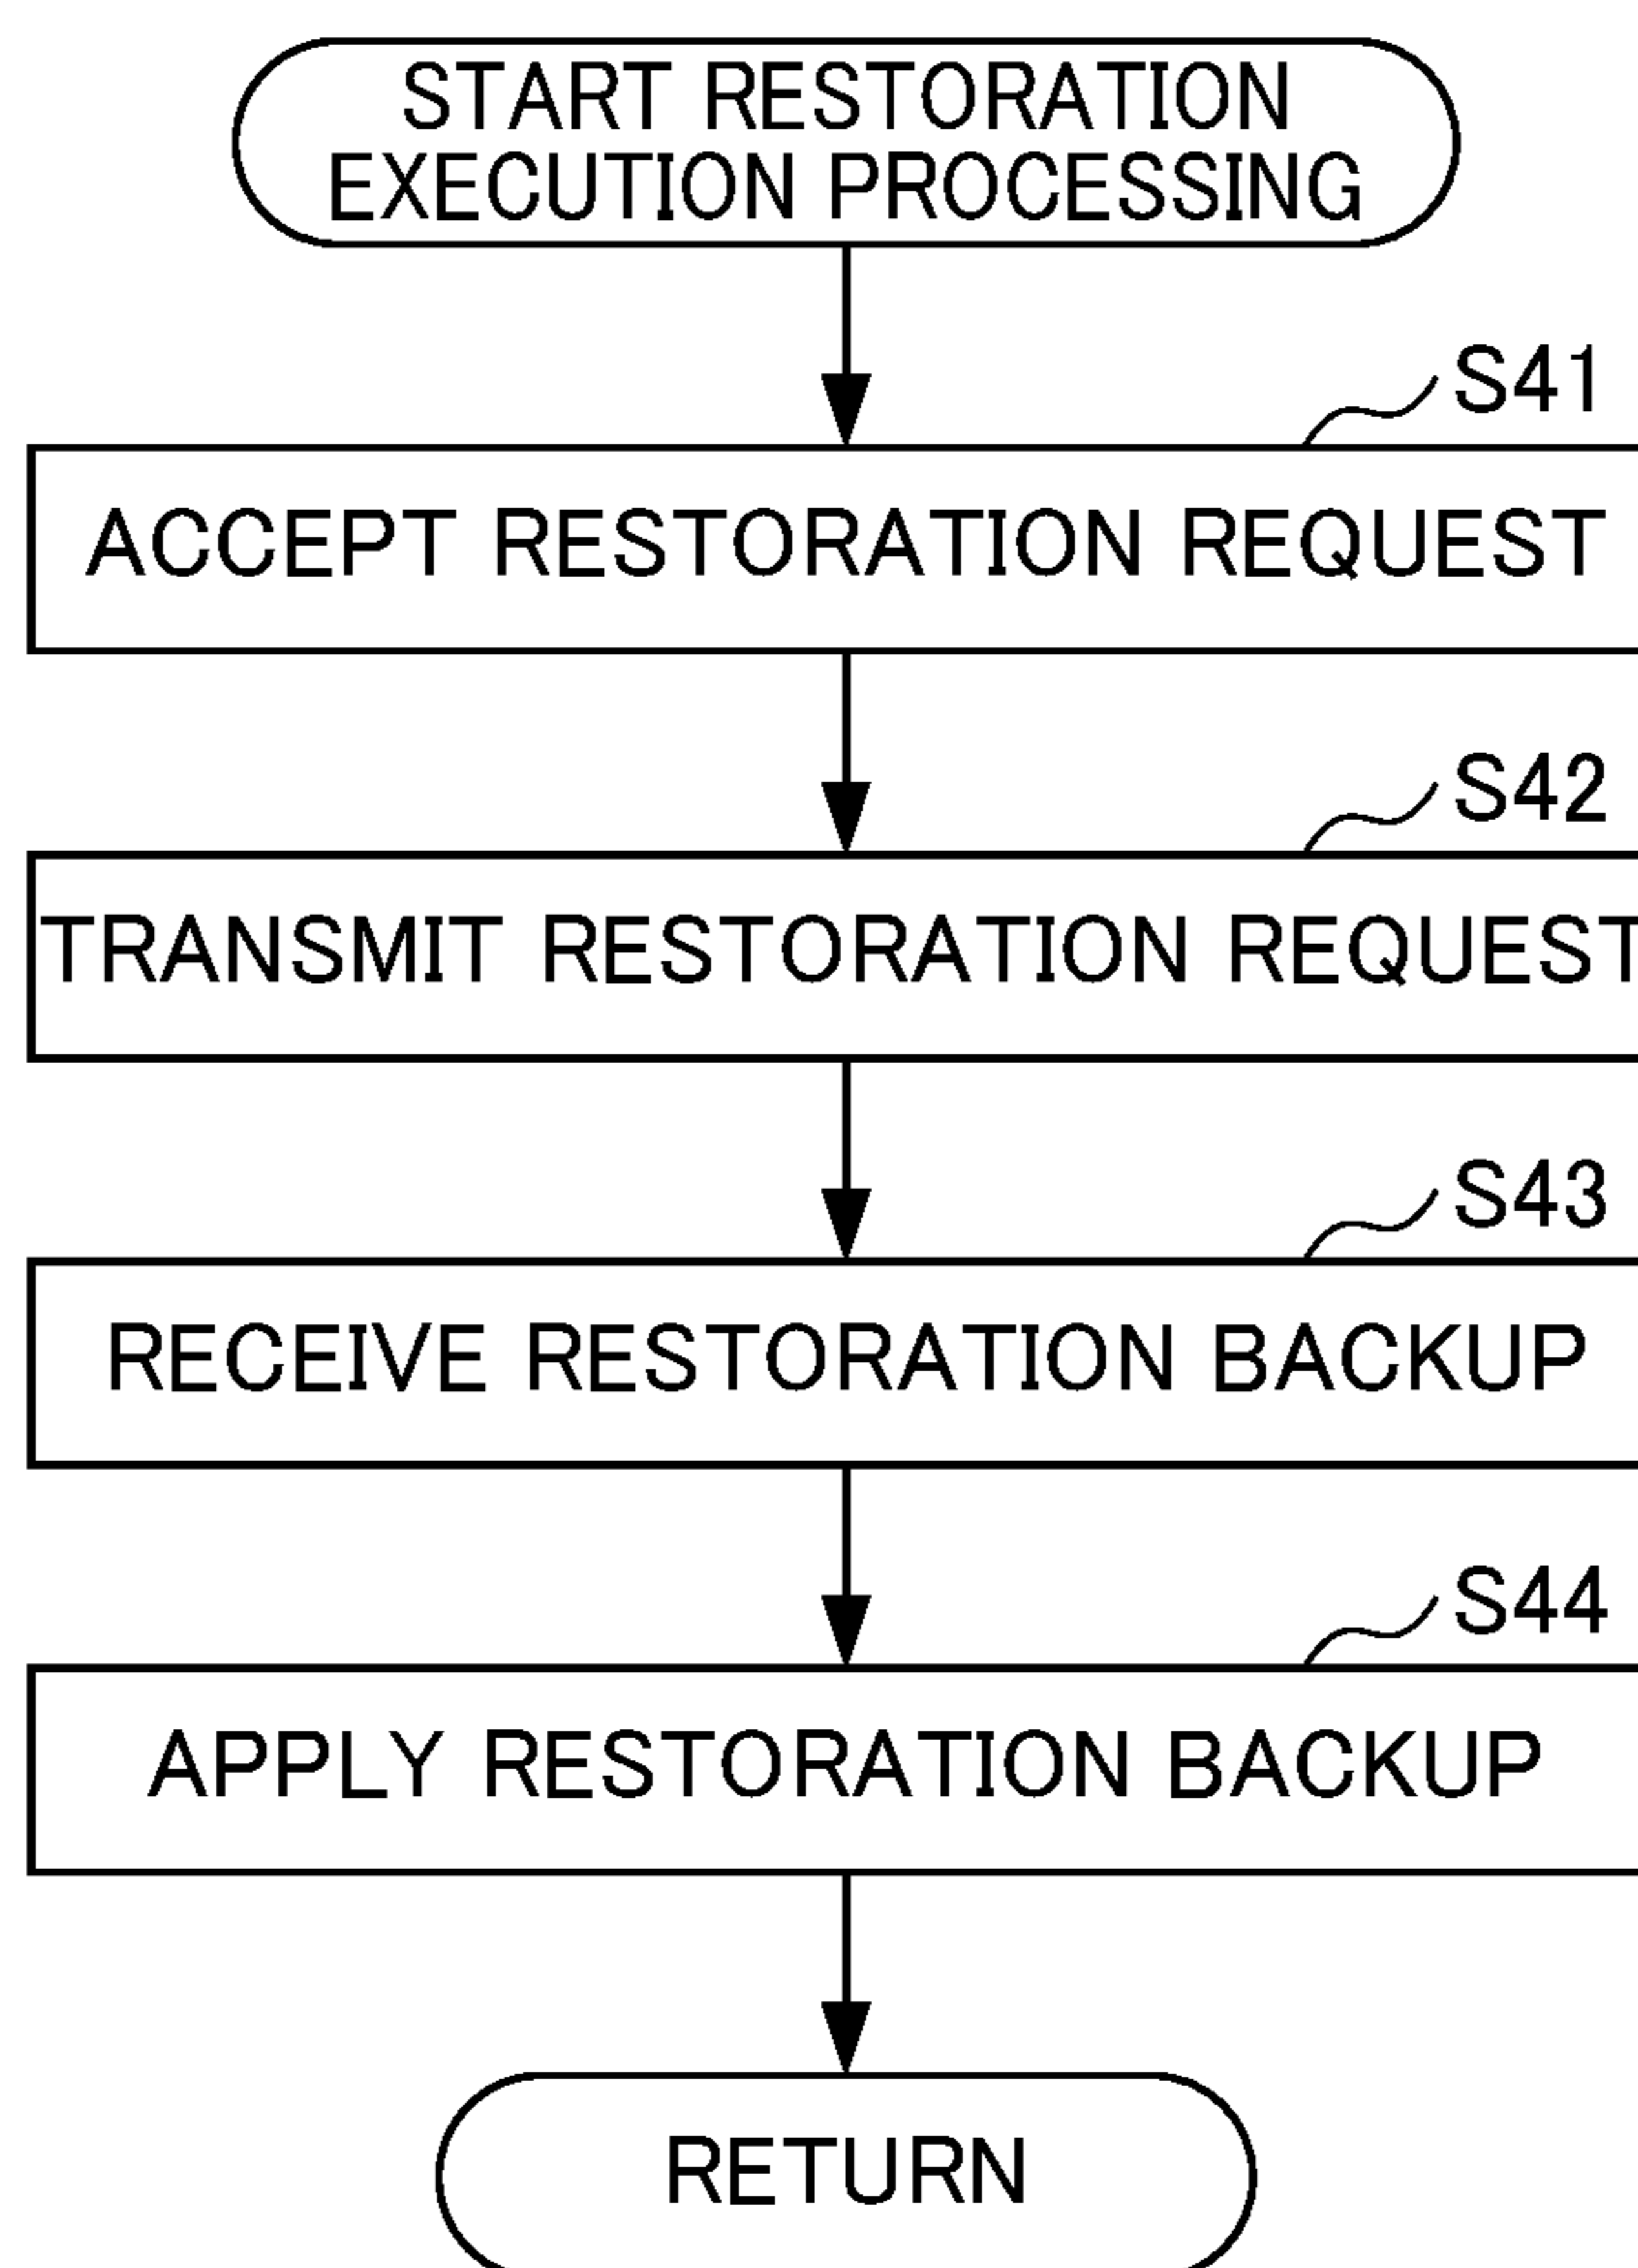 START RESTORATION
EXECUTION PROCESSING
S41
ACCEPT RESTORATION REQUEST
S42
TRANSMIT RESTORATION REQUEST
S43
RECEIVE RESTORATION BACKUP
S44
APPLY RESTORATION BACKUP
RETURN